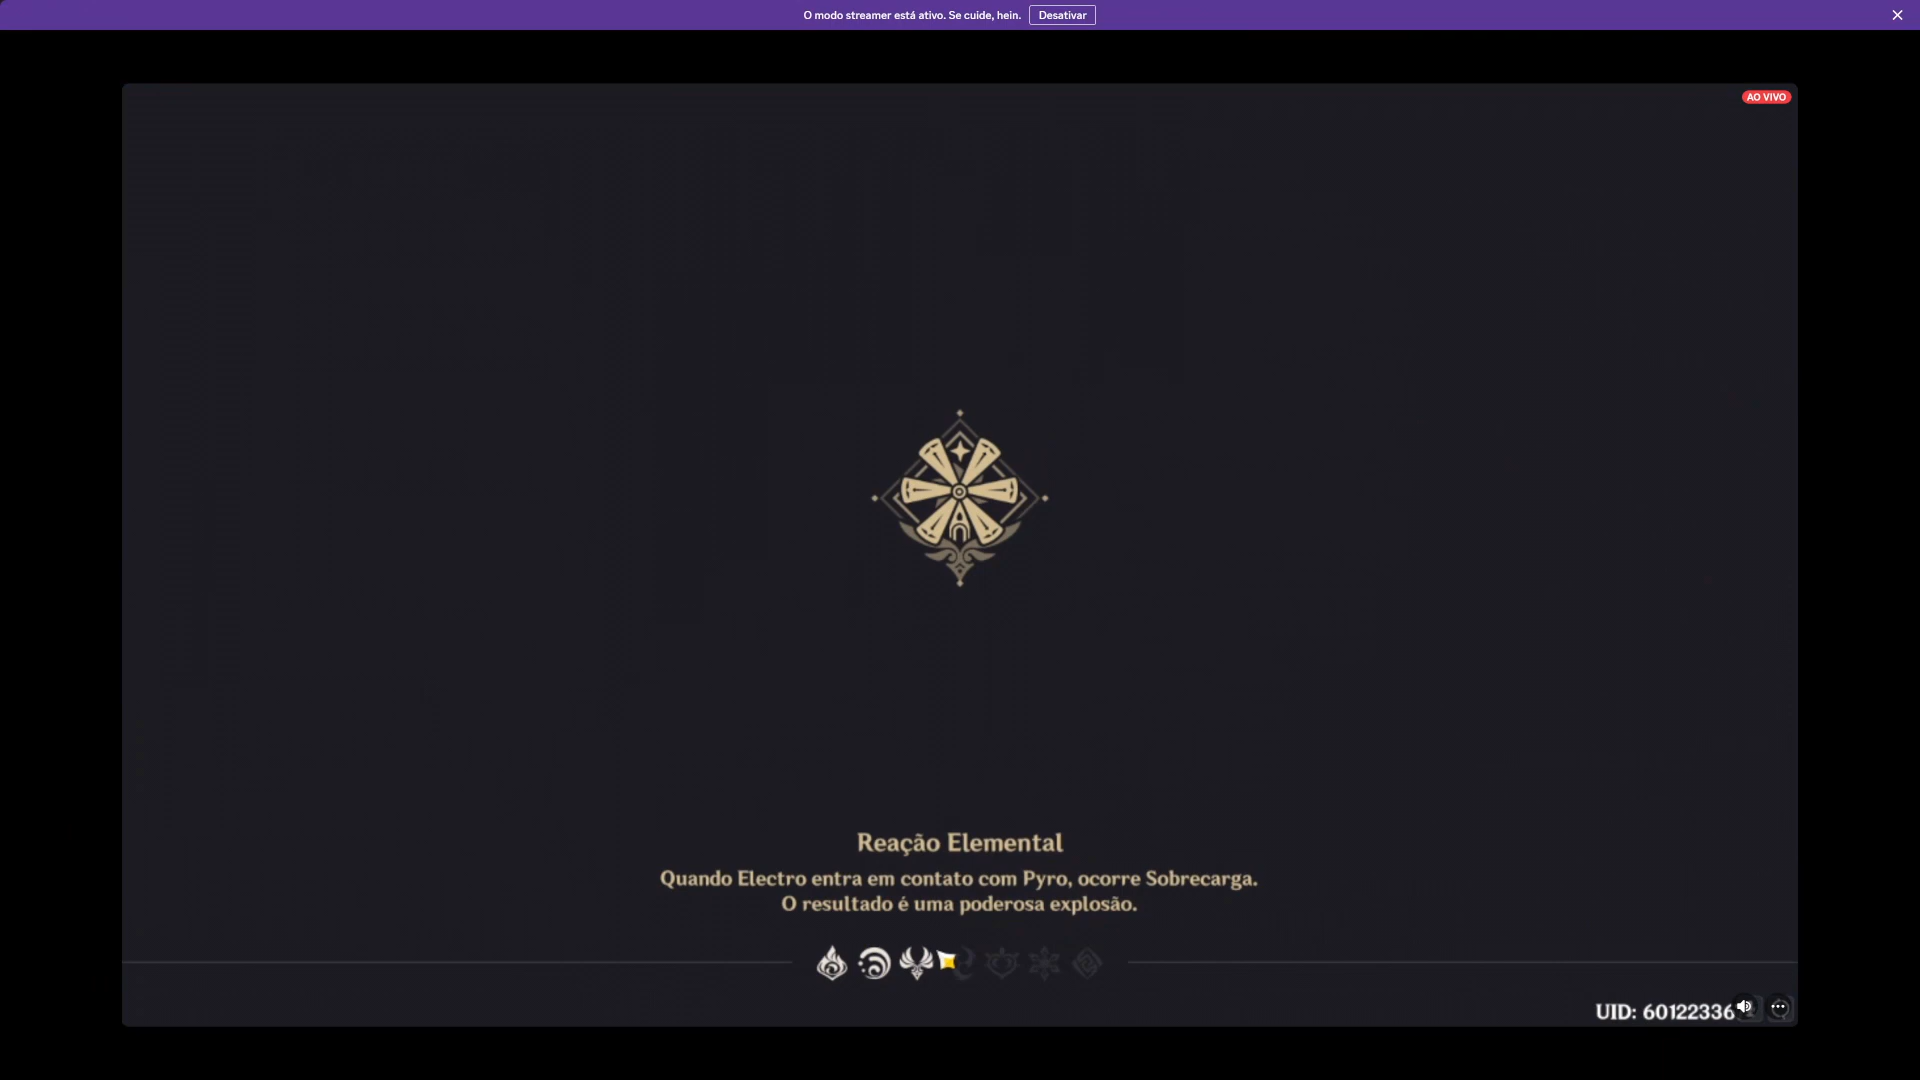 O modo streamer está ativo. Se cuide, hein. Desativar
AO VIVO
Reação Elemental
Quando Electro entra em contato com Pyro, ocorre Sobrecarga.
O resultado é uma poderosa explosão.
UID: 60122336